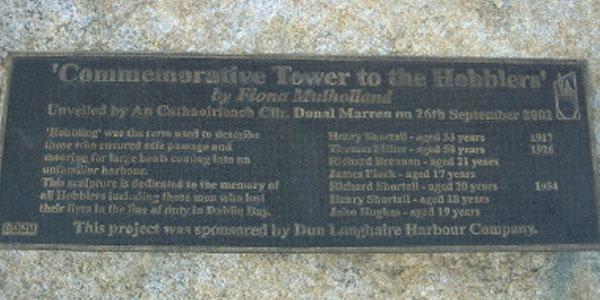 'Commemorative Tower to the Hobblers'
by Fiona Mulholland
Unveiled by An Cathaoirleach Cllr. Donal Marren on 26th September 2002
'Hobbling' was the term used to describe
those who ensured safe passage and
mooring for large boats coming into an
unfamiliar harbour.
This sculpture is dedicated to the memory of
all Hobblers including those men who lost
their lives in the line of duty in Dublin Bay.
Henry Shortall - aged 33 years 1917
Thomas Miller - aged 58 years 1926
Richard Brennan - aged 21 years
James Pluck - aged 17 years
Richard Shortall - aged 20 years 1934
Henry Shortall - aged 18 years
John Hughes - aged 19 years
This project was sponsored by Dun Laoghaire Harbour Company.